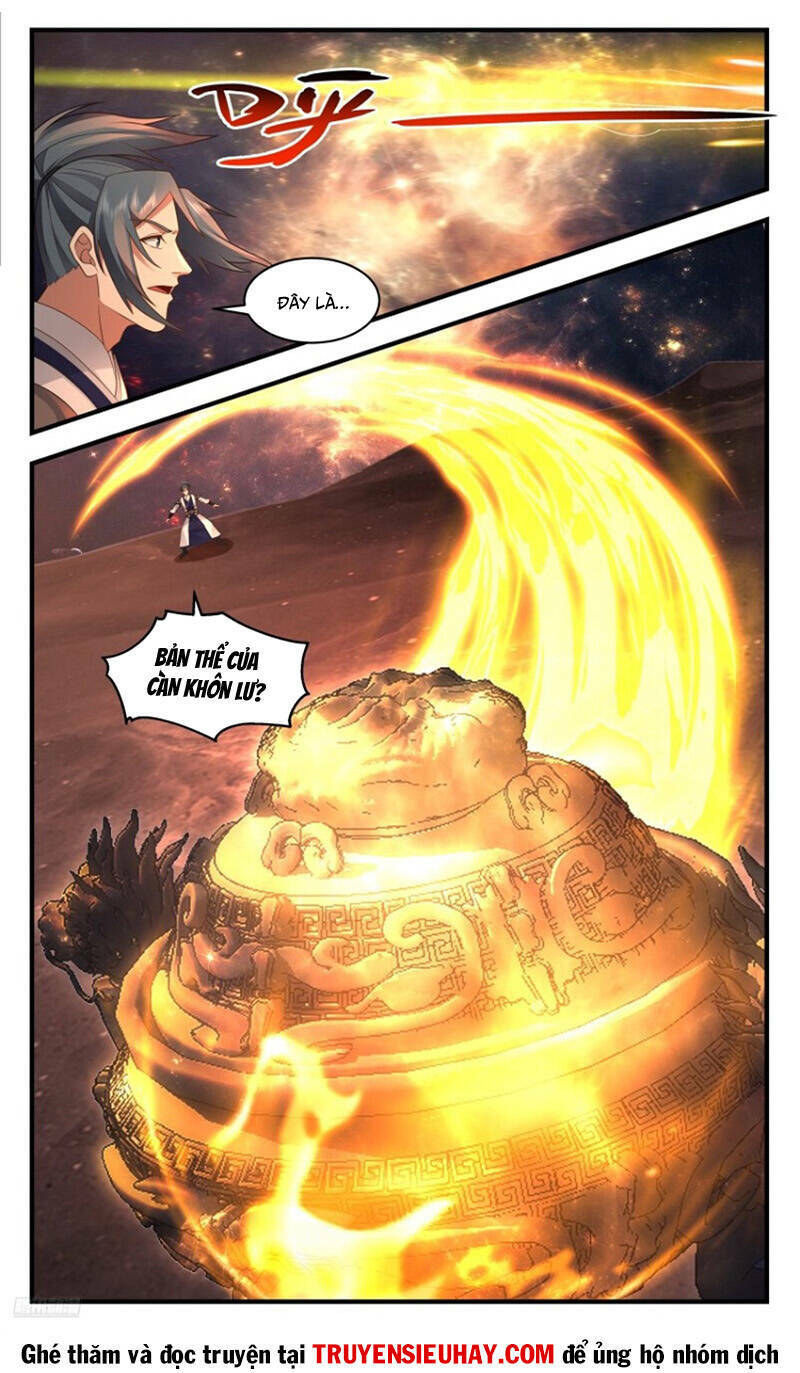 ĐÂY LÀ...
BẢN THỂ CỦA
CÀN KHÔN LƯ?
Ghé thăm và đọc truyện tại TRUYENSIEUHAY.COM để ủng hộ nhóm dịch